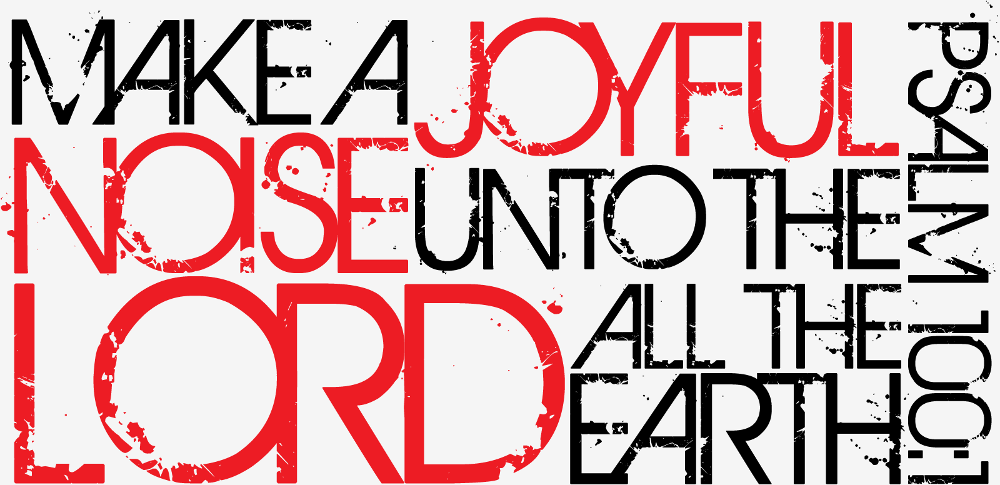 MAKE A JOYFUL
NOISE UNTO THE
LORD ALL THE
EARTH
PSALM 100:1